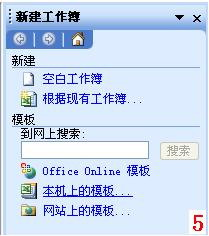 新建工作簿
新建
空白工作簿
根据现有工作簿...
模板
到网上搜索:
搜索
Office Online 模板
本机上的模板...
网站上的模板...
5